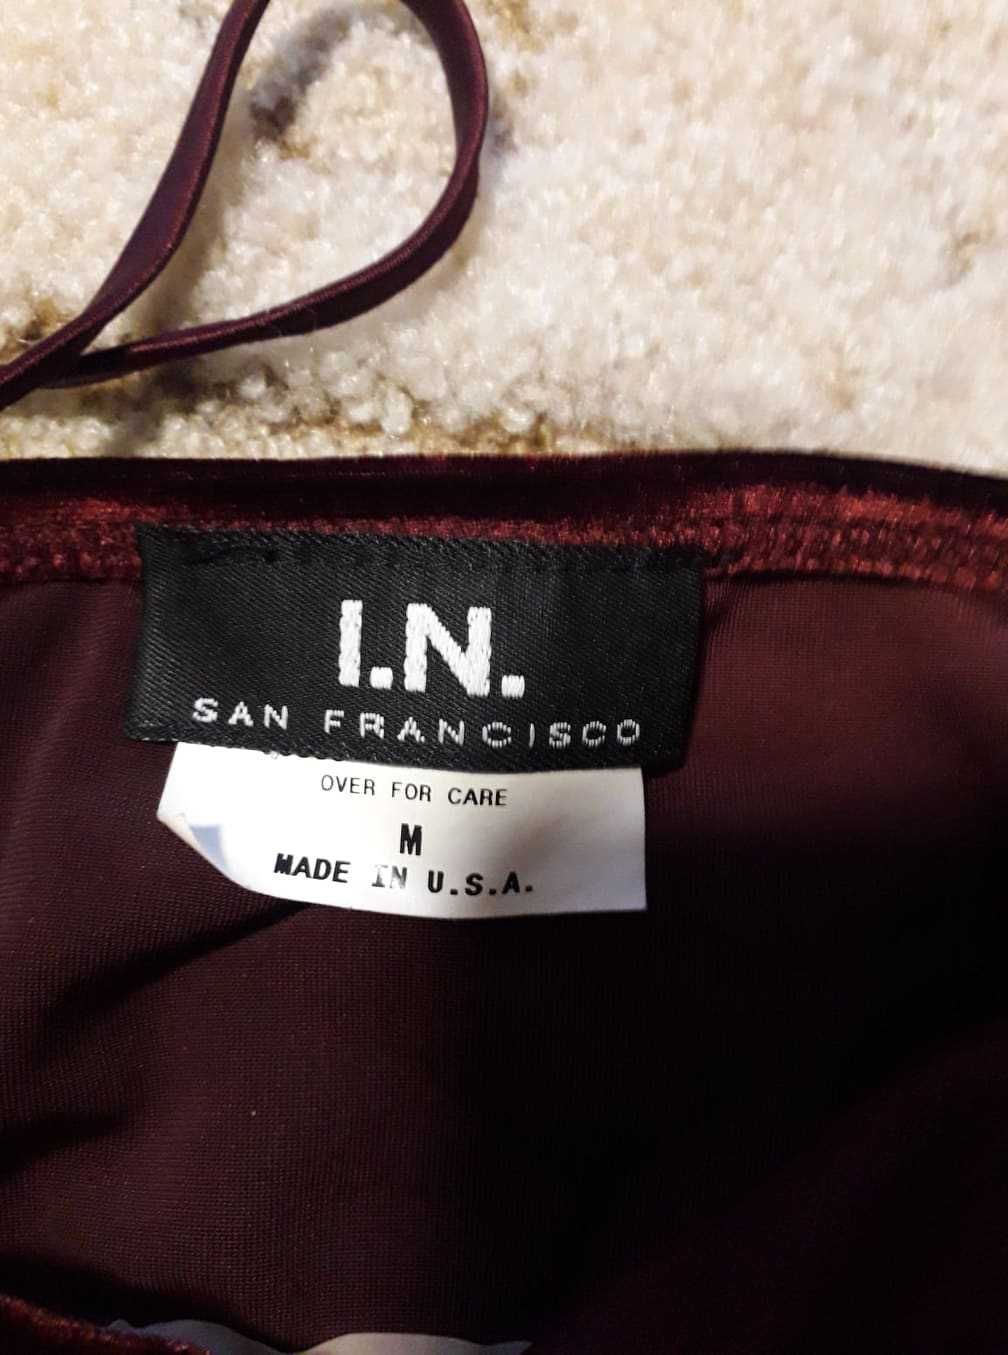 I.N.
SAN FRANCISCO
OVER FOR CARE
M
MADE IN U.S.A.